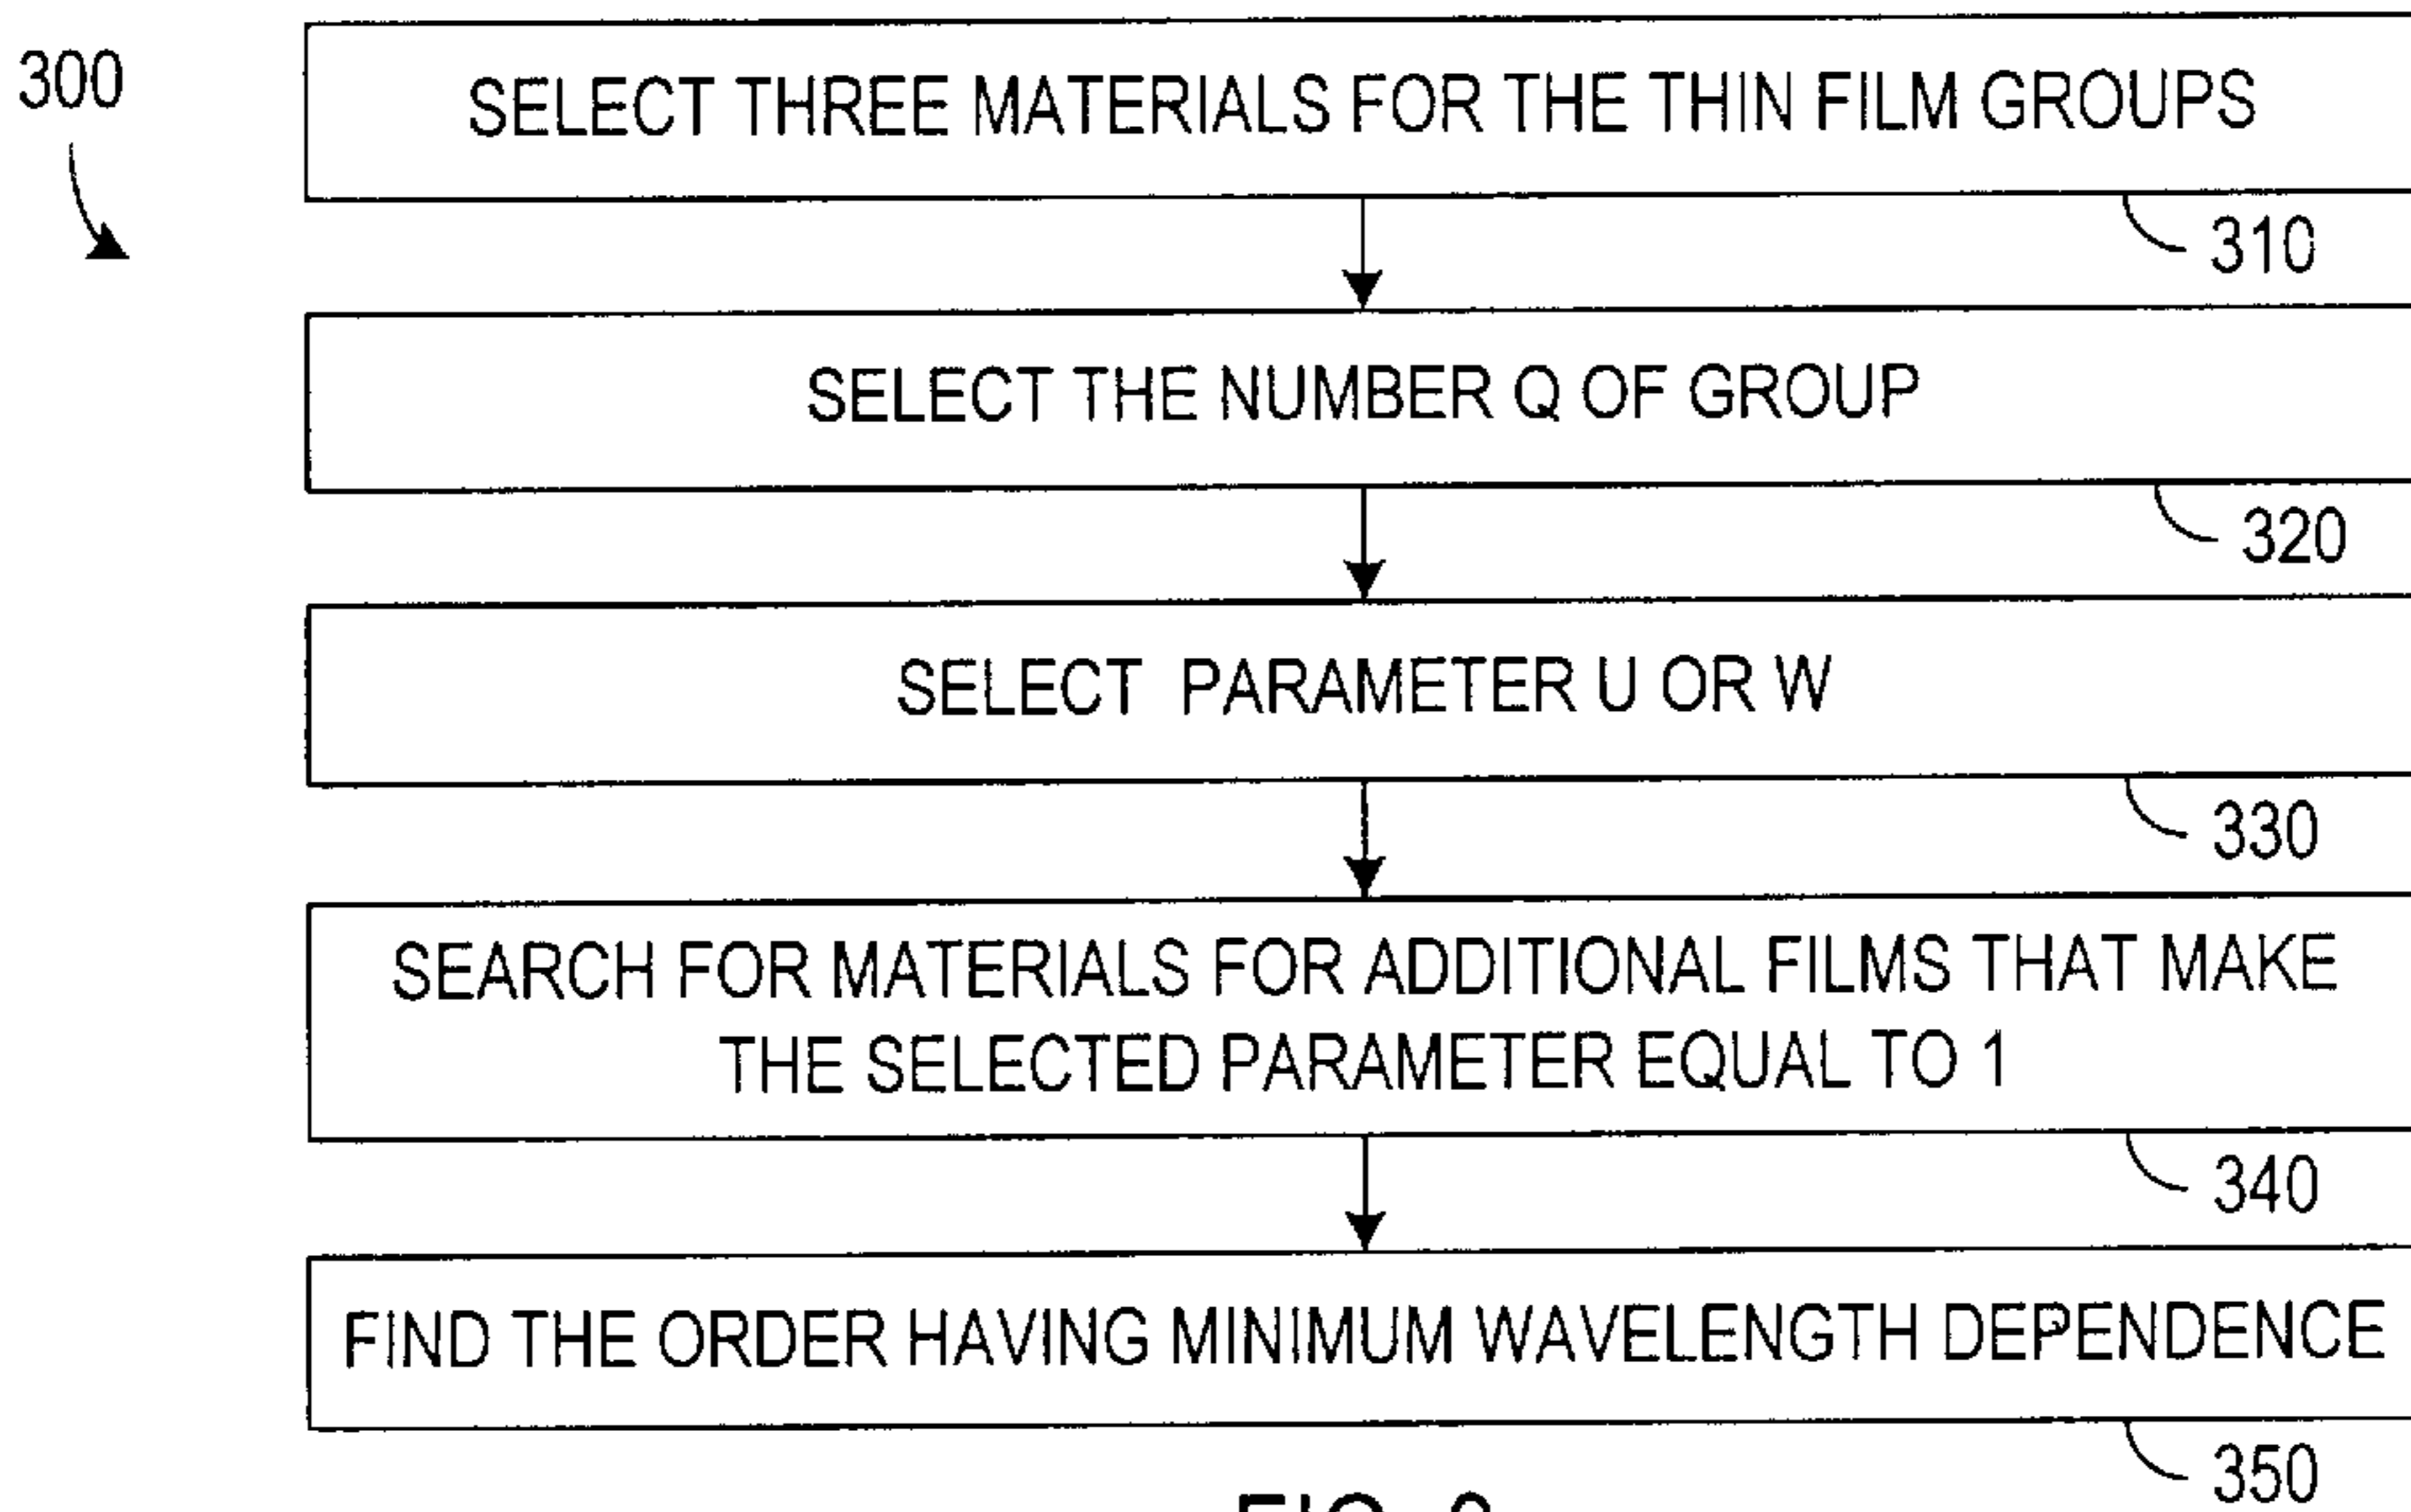 300
SELECT THREE MATERIALS FOR THE THIN FILM GROUPS
310
SELECT THE NUMBER Q OF GROUP
320
SELECT PARAMETER U OR W
330
SEARCH FOR MATERIALS FOR ADDITIONAL FILMS THAT MAKE
THE SELECTED PARAMETER EQUAL TO 1
340
FIND THE ORDER HAVING MINIMUM WAVELENGTH DEPENDENCE
350